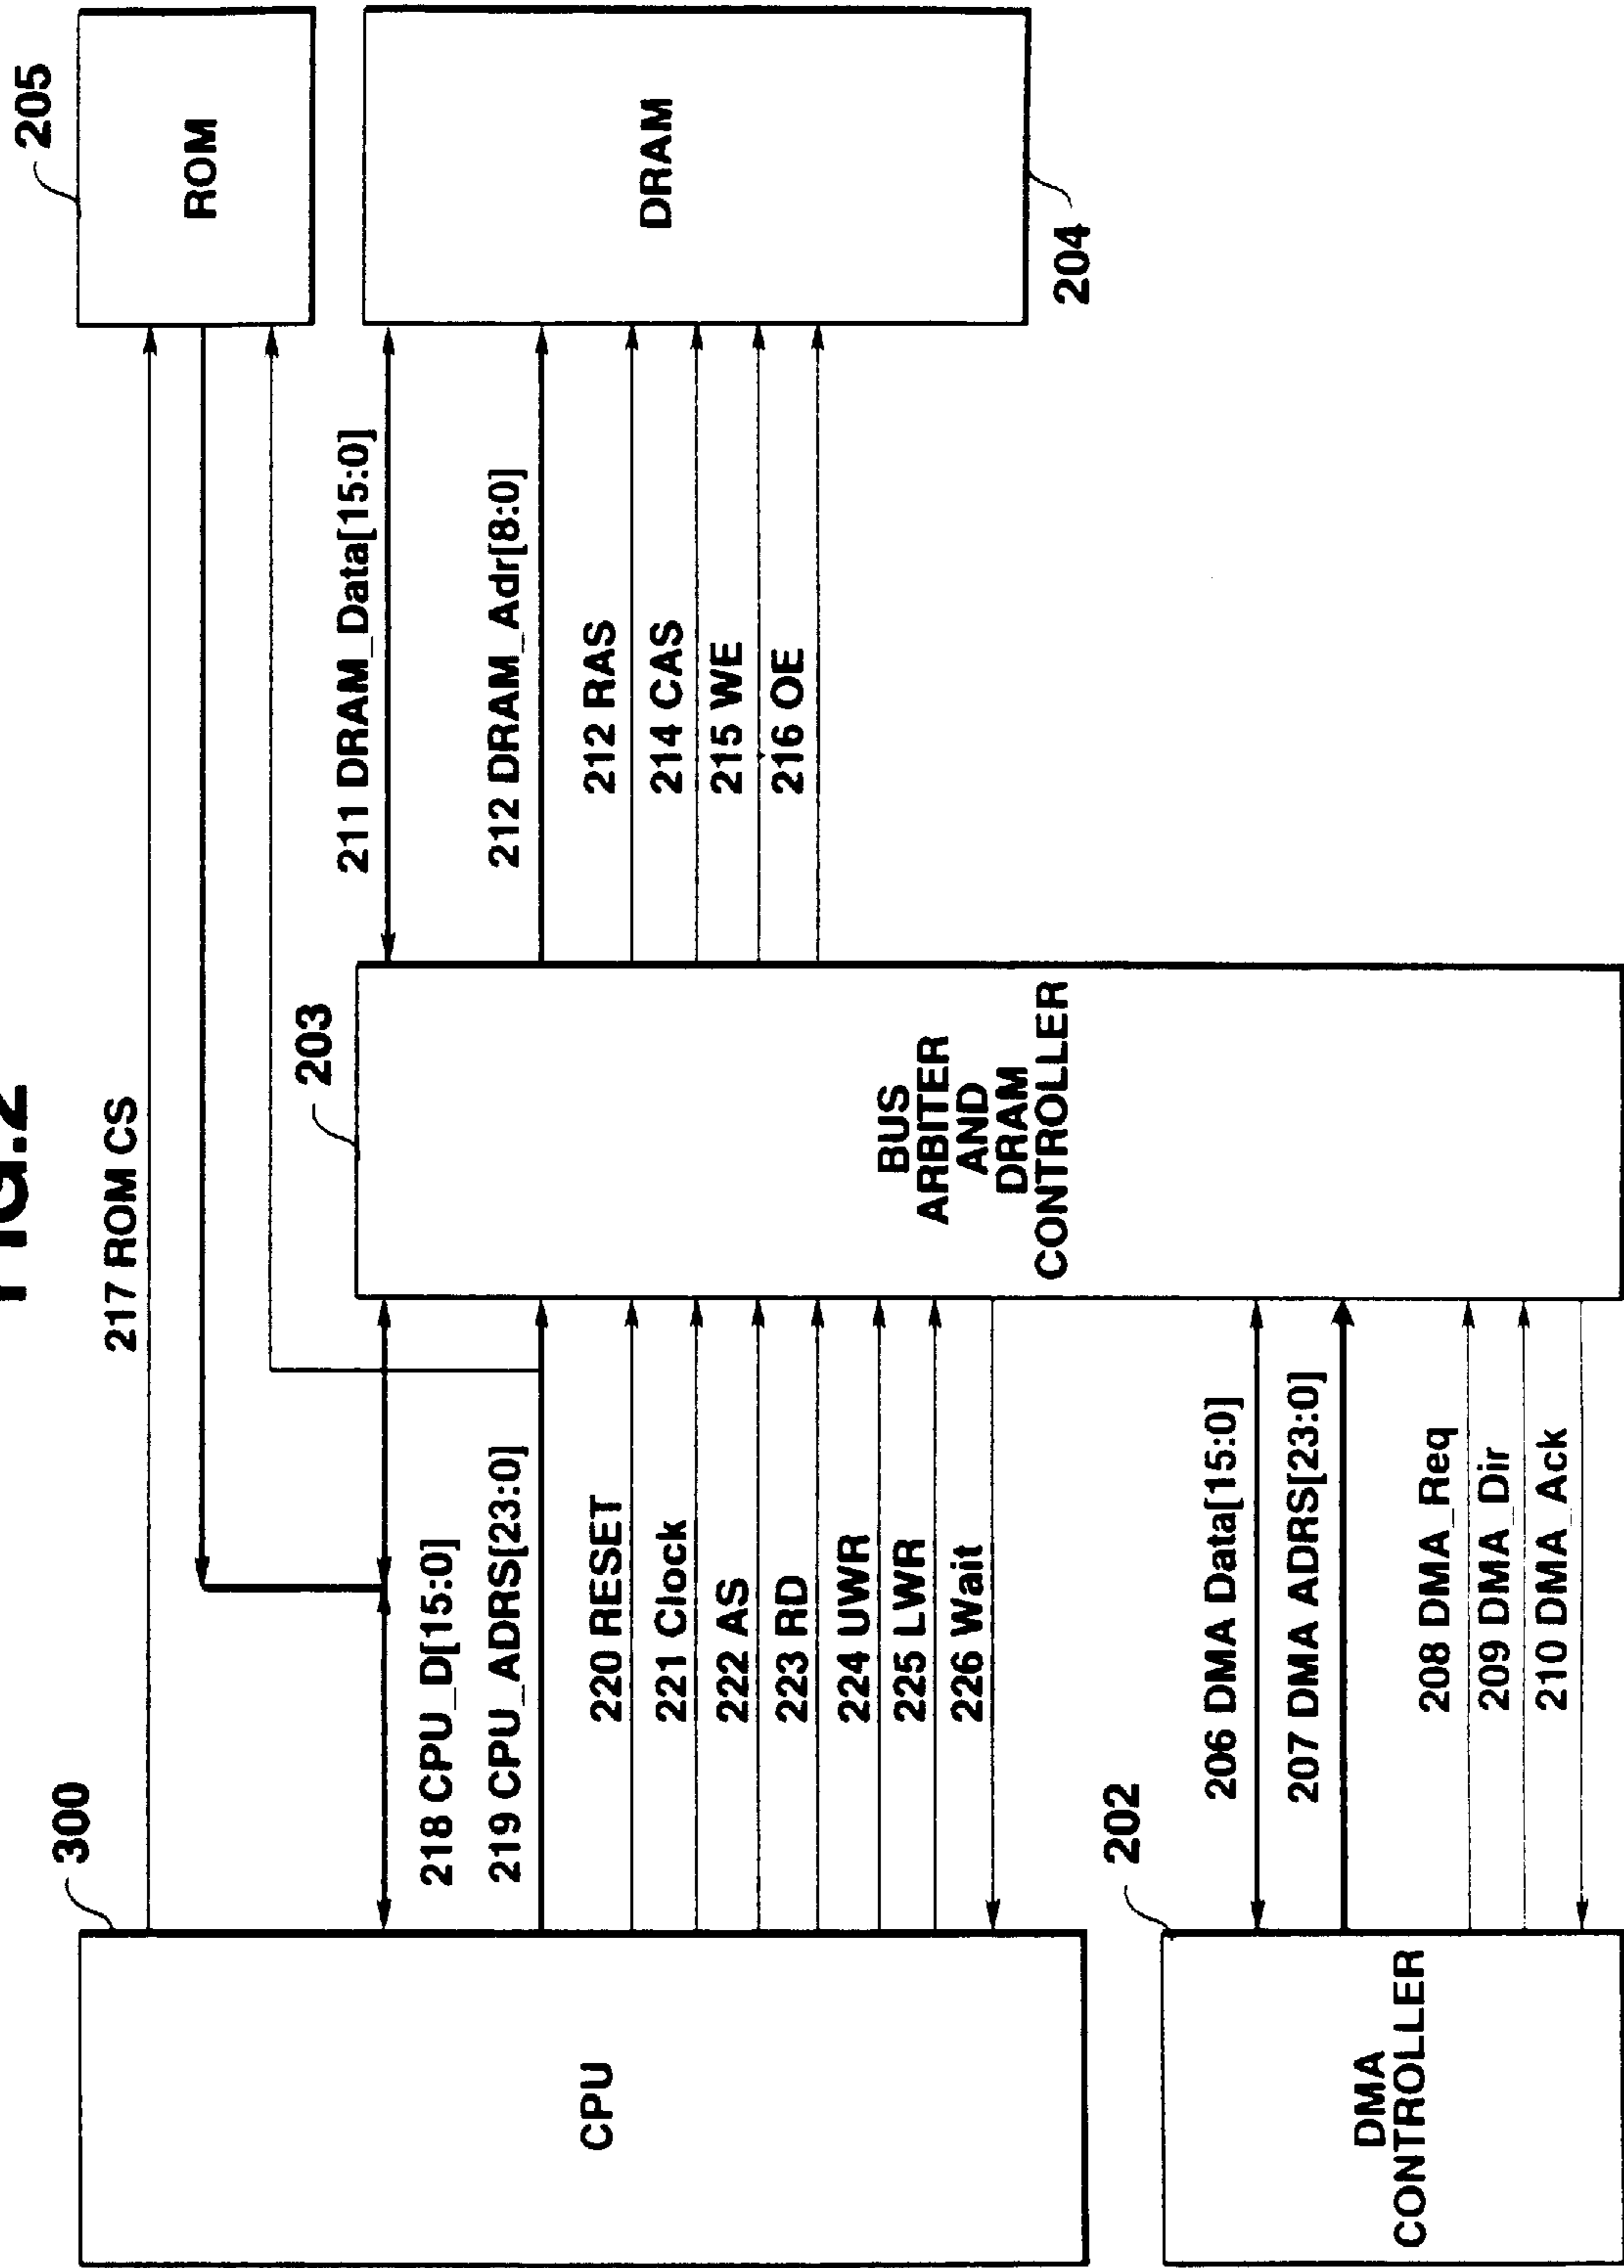 FIG.2
300
CPU
217 ROM CS
205
ROM
218 CPU_D[15:0]
219 CPU_ADRS[23:0]
220 RESET
221 Clock
222 AS
223 RD
224 UWR
225 LWR
226 Wait
203
BUS
ARBITER
AND
DRAM
CONTROLLER
211 DRAM_Data[15:0]
212 DRAM_Adr[8:0]
212 RAS
214 CAS
215 WE
216 OE
DRAM
204
202
DMA
CONTROLLER
206 DMA Data[15:0]
207 DMA ADRS[23:0]
208 DMA_Req
209 DMA_Dir
210 DMA_Ack